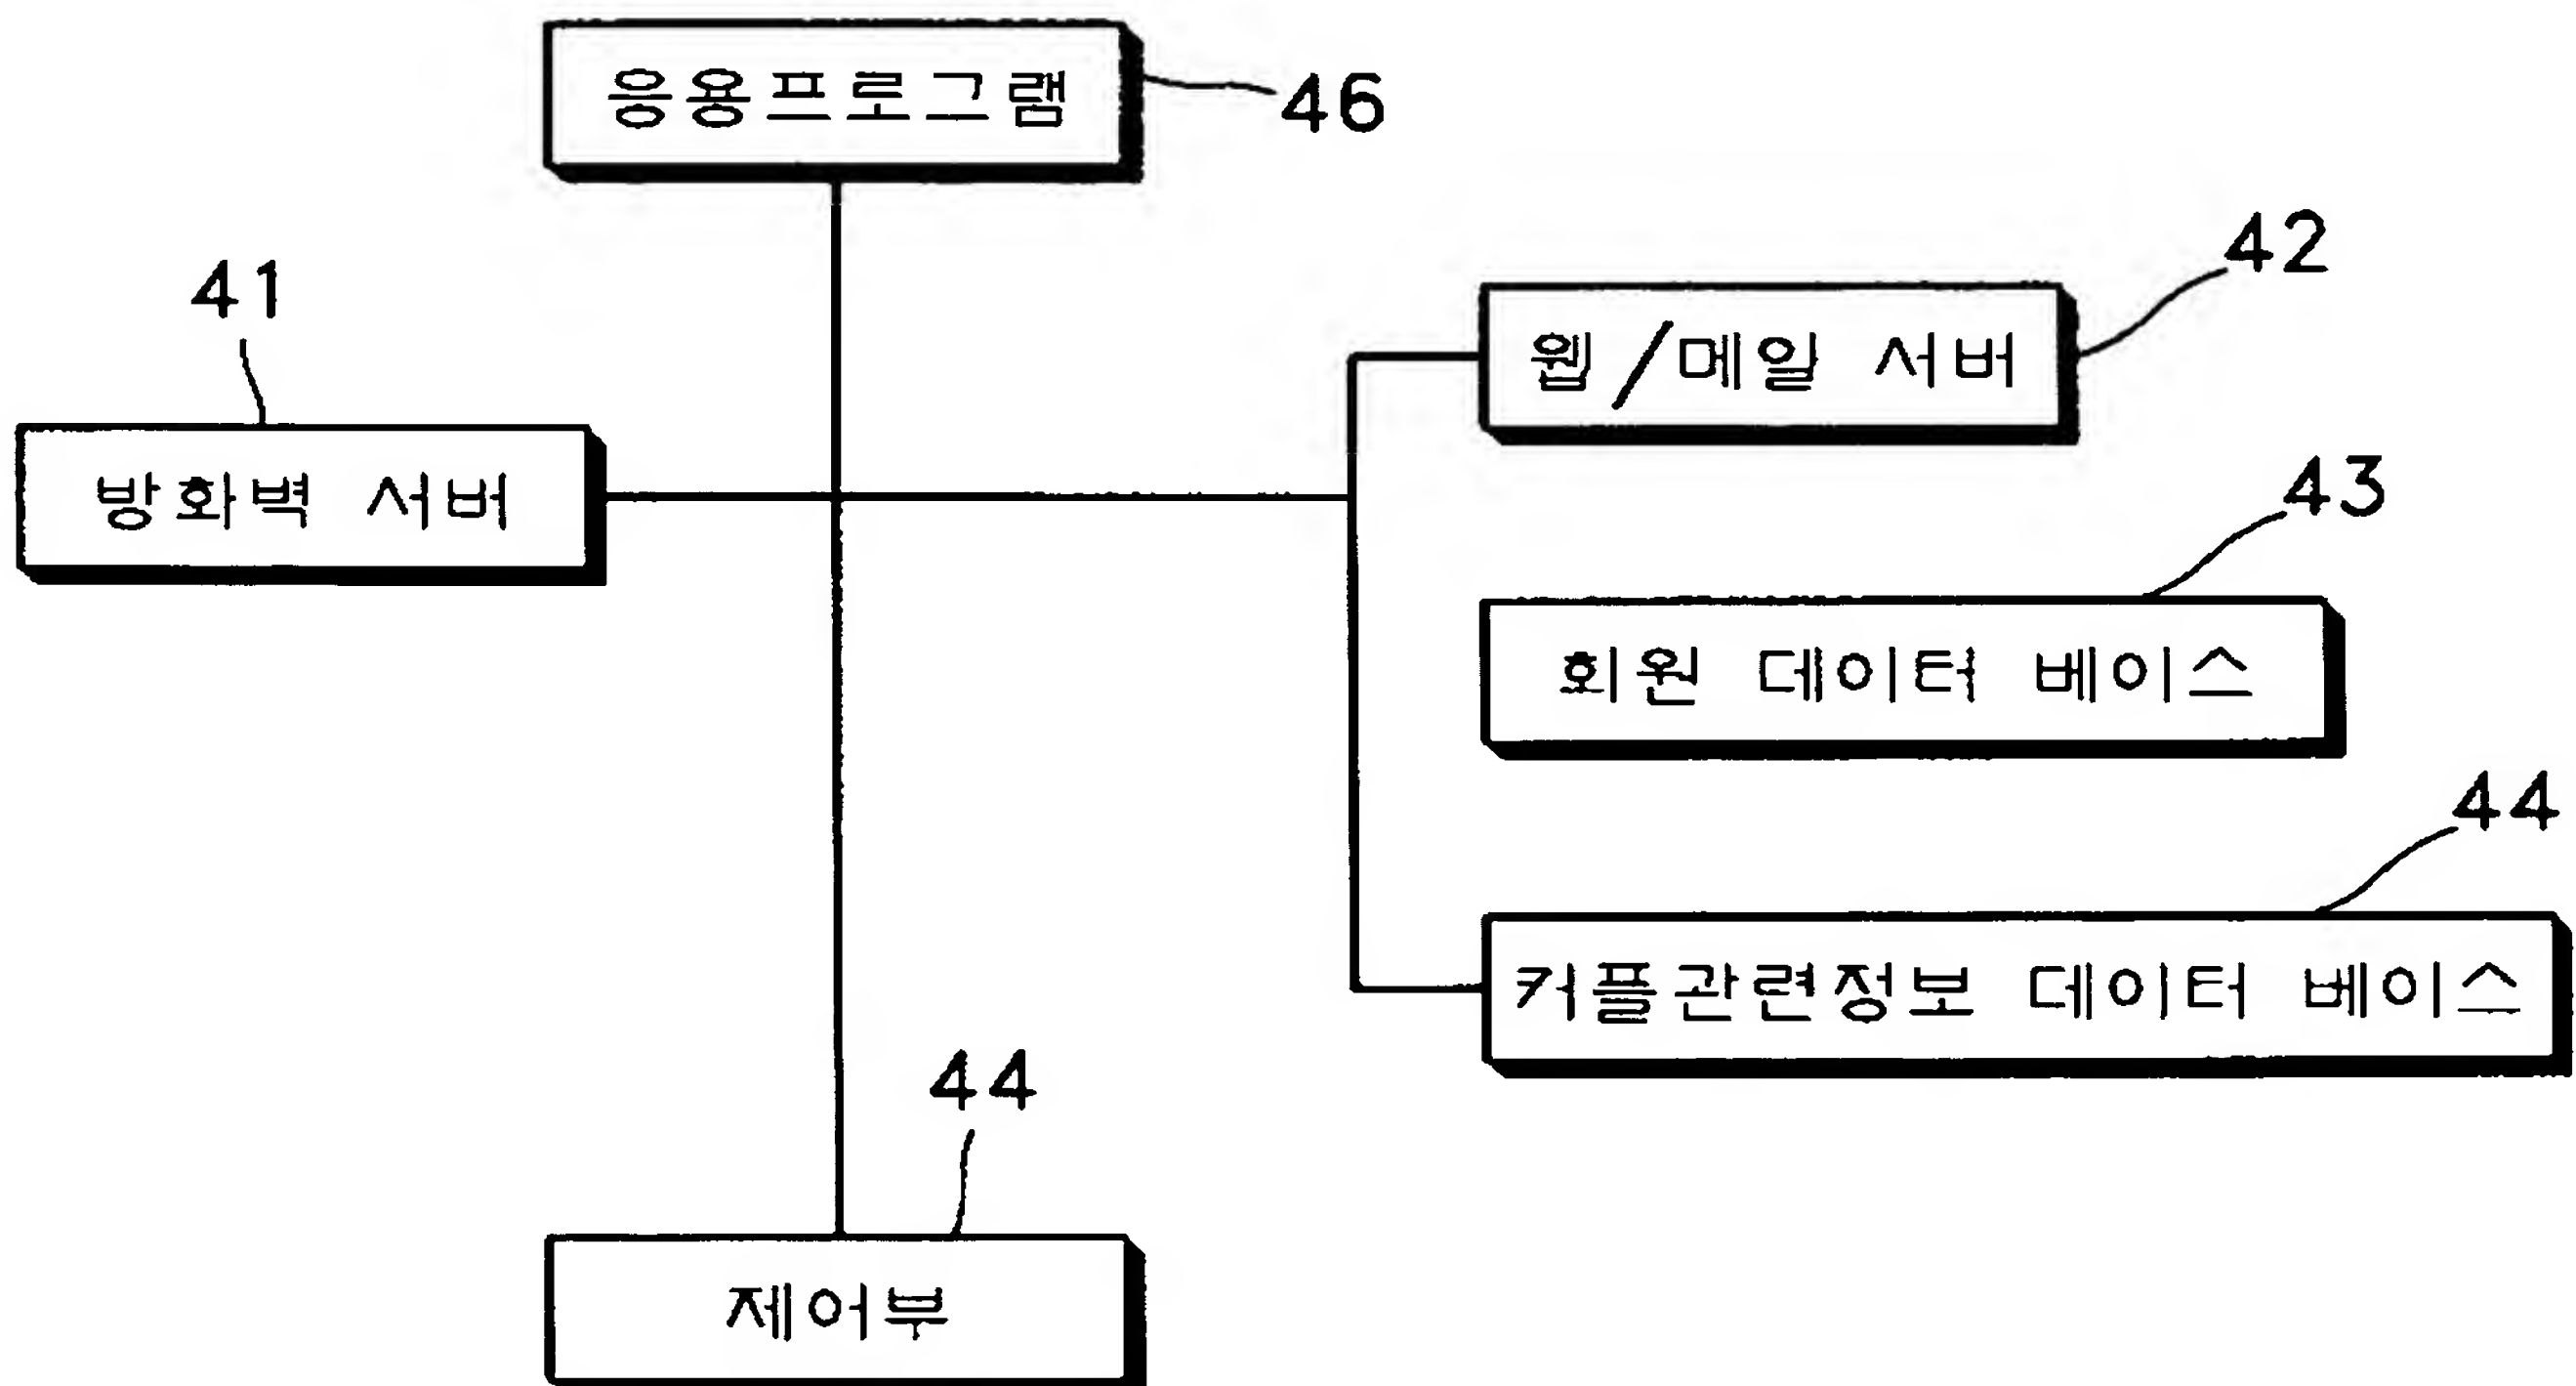 응용프로그램
46
41
42
웹/메일 서버
방화벽 서버
43
회원 데이터 베이스
44
커플관련정보 데이터 베이스
44
제어부